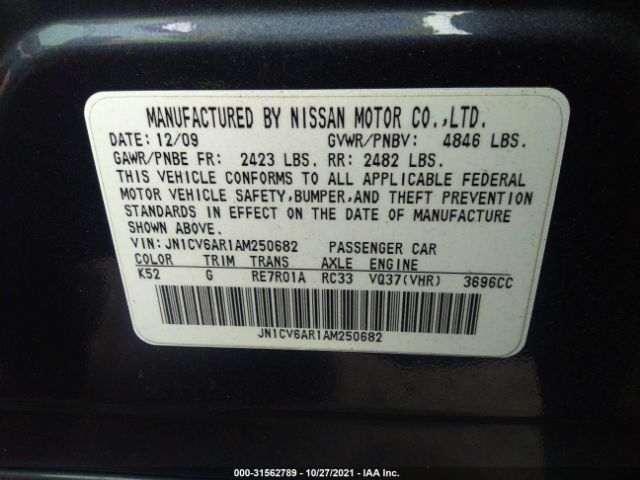 MANUFACTURED BY NISSAN MOTOR CO.,LTD.
DATE: 12/09 GVWR/PNBV: 4846 LBS.
GAWR/PNBE FR: 2423 LBS. RR: 2482 LBS.
THIS VEHICLE CONFORMS TO ALL APPLICABLE FEDERAL
MOTOR VEHICLE SAFETY,BUMPER,AND THEFT PREVENTION
STANDARDS IN EFFECT ON THE DATE OF MANUFACTURE
SHOWN ABOVE.
VIN: JN1CV6AR1AM250682 PASSENGER CAR
COLOR TRIM TRANS AXLE ENGINE
K52 G RE7R01A RC33 VQ37(VHR) 3696CC
JN1CV6AR1AM250682
000-31562789 - 10/27/2021 - IAAI.COM